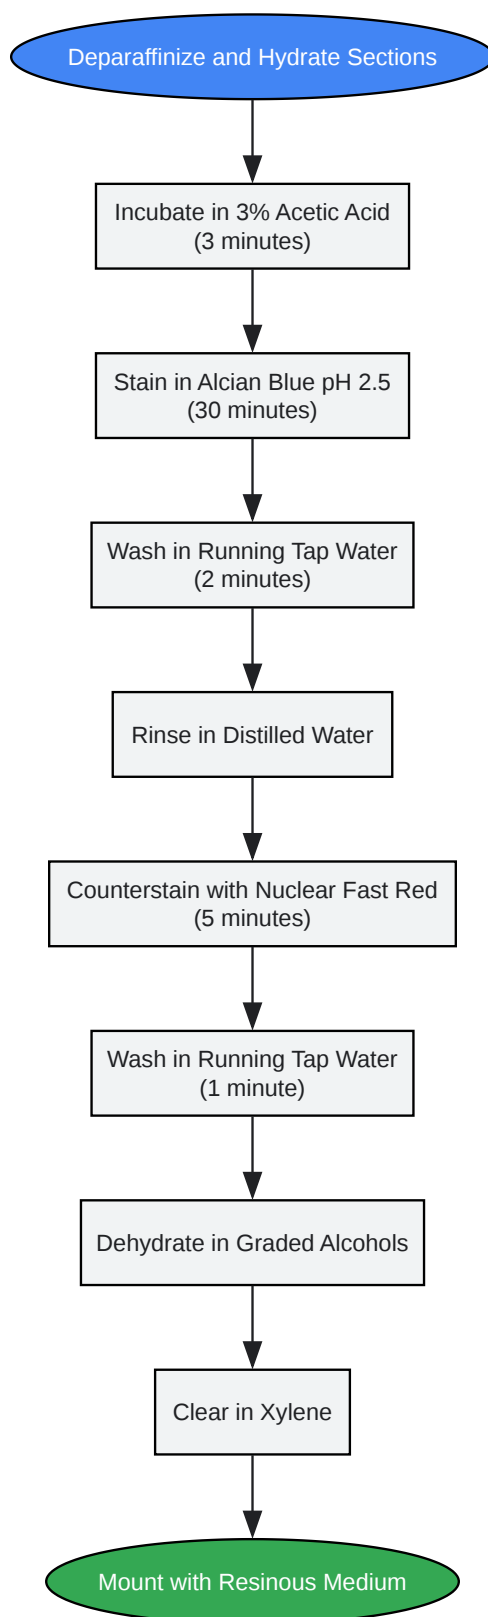 Deparaffinize and Hydrate Sections
Incubate in 3% Acetic Acid
(3 minutes)
Stain in Alcian Blue pH 2.5
(30 minutes)
Wash in Running Tap Water
(2 minutes)
Rinse in Distilled Water
Counterstain with Nuclear Fast Red
(5 minutes)
Wash in Running Tap Water
(1 minute)
Dehydrate in Graded Alcohols
Clear in Xylene
Mount with Resinous Medium